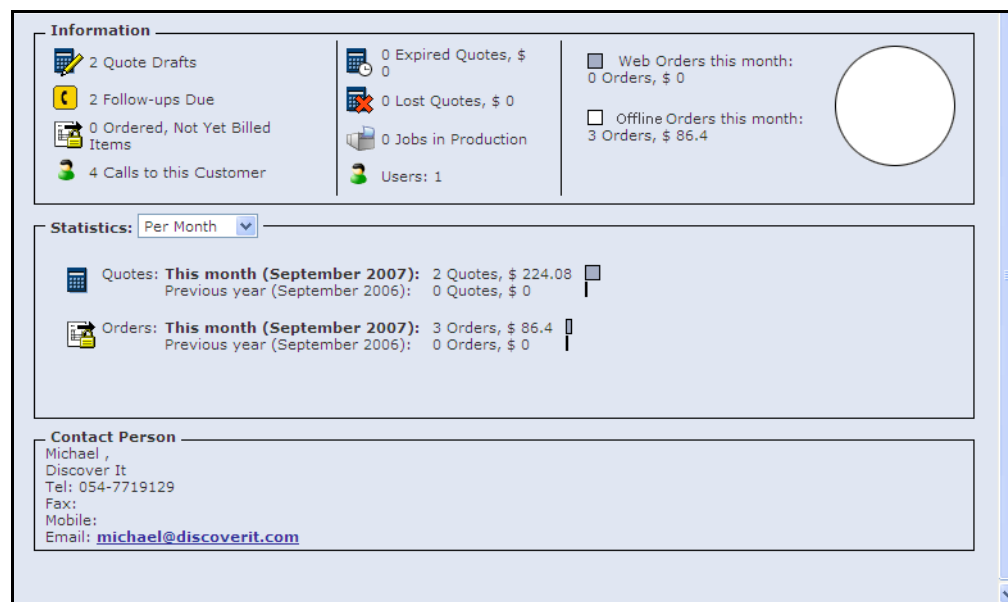 Information
2 Quote Drafts
2 Follow-ups Due
0 Ordered, Not Yet Billed
Items
4 Calls to this Customer
0 Expired Quotes, $
0
0 Lost Quotes, $ 0
0 Jobs in Production
Users: 1
Web Orders this month:
0 Orders, $ 0
Offline Orders this month:
3 Orders, $ 86.4
Statistics: Per Month
Quotes: This month (September 2007): 2 Quotes, $ 224.08
Previous year (September 2006): 0 Quotes, $ 0
Orders: This month (September 2007): 3 Orders, $ 86.4
Previous year (September 2006): 0 Orders, $ 0
Contact Person
Michael ,
Discover It
Tel: 054-7719129
Fax:
Mobile:
Email: michael@discoverit.com